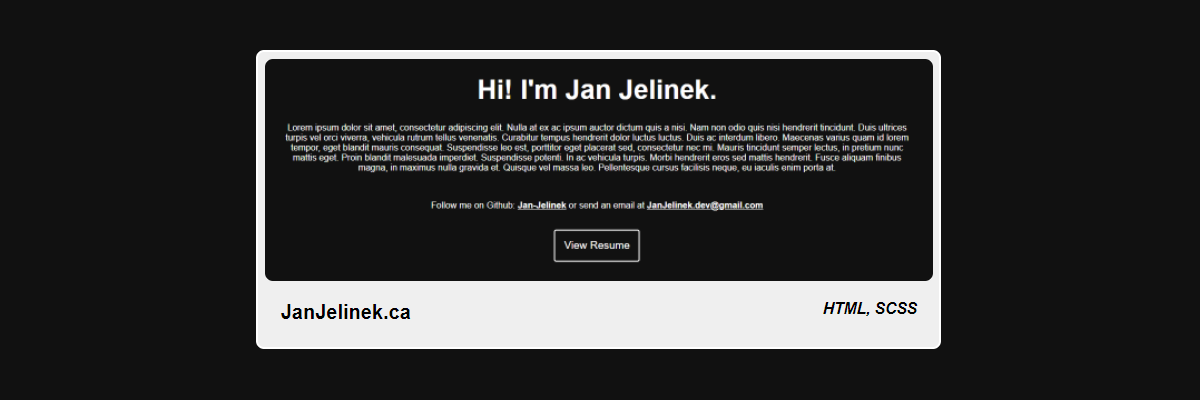 Hi! I'm Jan Jelinek.
Lorem ipsum dolor sit amet, consectetur adipiscing elit. Nulla at ex ac ipsum auctor dictum quis a nisi. Nam non odio quis nisi hendrerit tincidunt. Duis ultrices
turpis vel orci viverra, vehicula rutrum tellus venenatis. Curabitur tempus hendrerit dolor luctus luctus. Duis ac interdum libero. Maecenas varius quam id lorem
tempor, eget blandit mauris consequat. Suspendisse leo est, porttitor eget placerat sed, consectetur nec mi. Mauris tincidunt semper lectus, in pretium nunc
mattis eget. Proin blandit malesuada imperdiet. Suspendisse potenti. In ac vehicula turpis. Morbi hendrerit eros sed mattis hendrerit. Fusce aliquam finibus
magna, in maximus nulla gravida et. Quisque vel massa leo. Pellentesque cursus facilisis neque, eu iaculis enim porta at.
Follow me on Github: Jan-Jelinek or send an email at JanJelinek.dev@gmail.com
View Resume
JanJelinek.ca
HTML, SCSS